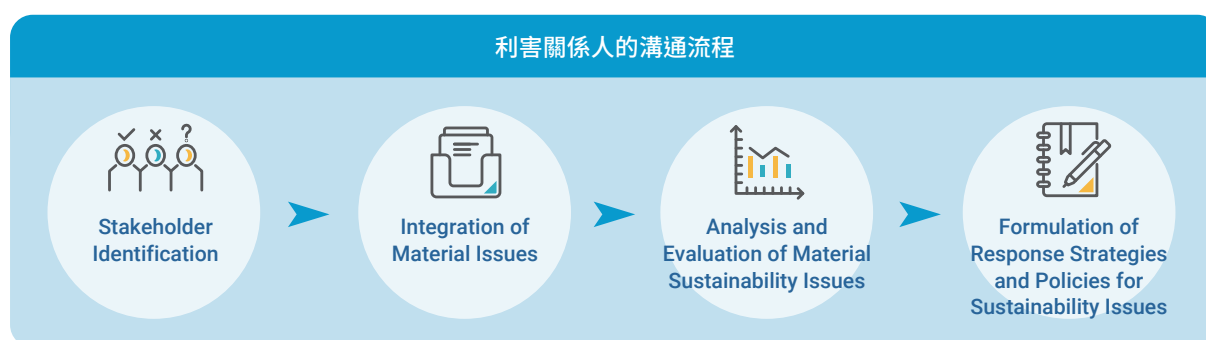 利害關係人的溝通流程
Stakeholder
Identification
Integration of
Material Issues
Analysis and
Evaluation of Material
Sustainability Issues
Formulation of
Response Strategies
and Policies for
Sustainability Issues